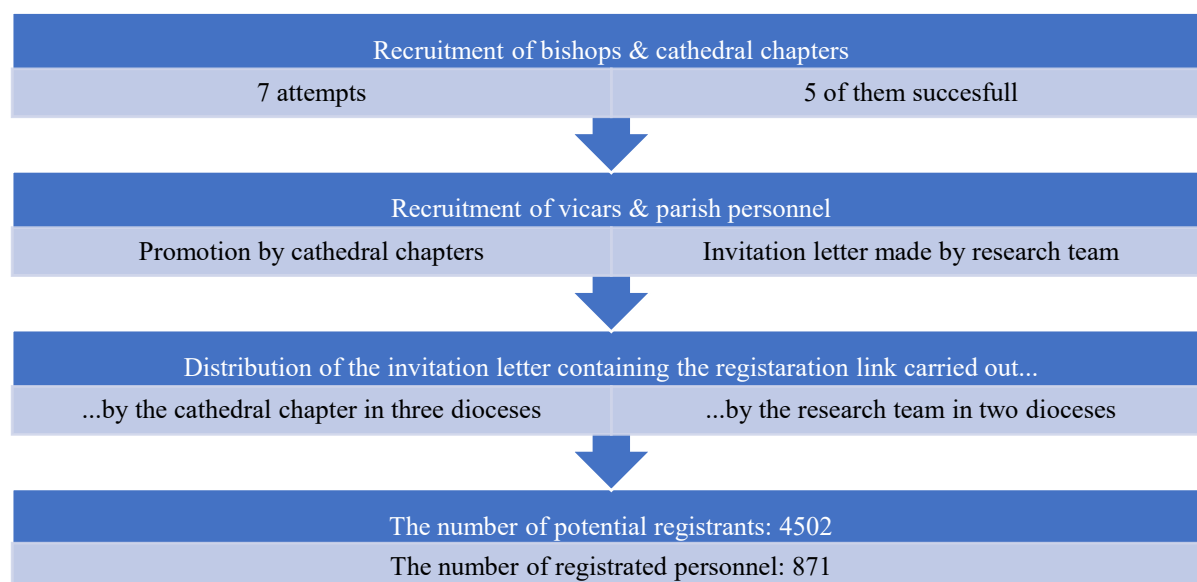 Recruitment of bishops & cathedral chapters
7 attempts
5 of them succesfull
Recruitment of vicars & parish personnel
Promotion by cathedral chapters
Invitation letter made by research team
Distribution of the invitation letter containing the registaration link carried out...
...by the cathedral chapter in three dioceses
...by the research team in two dioceses
The number of potential registrants: 4502
The number of registrated personnel: 871